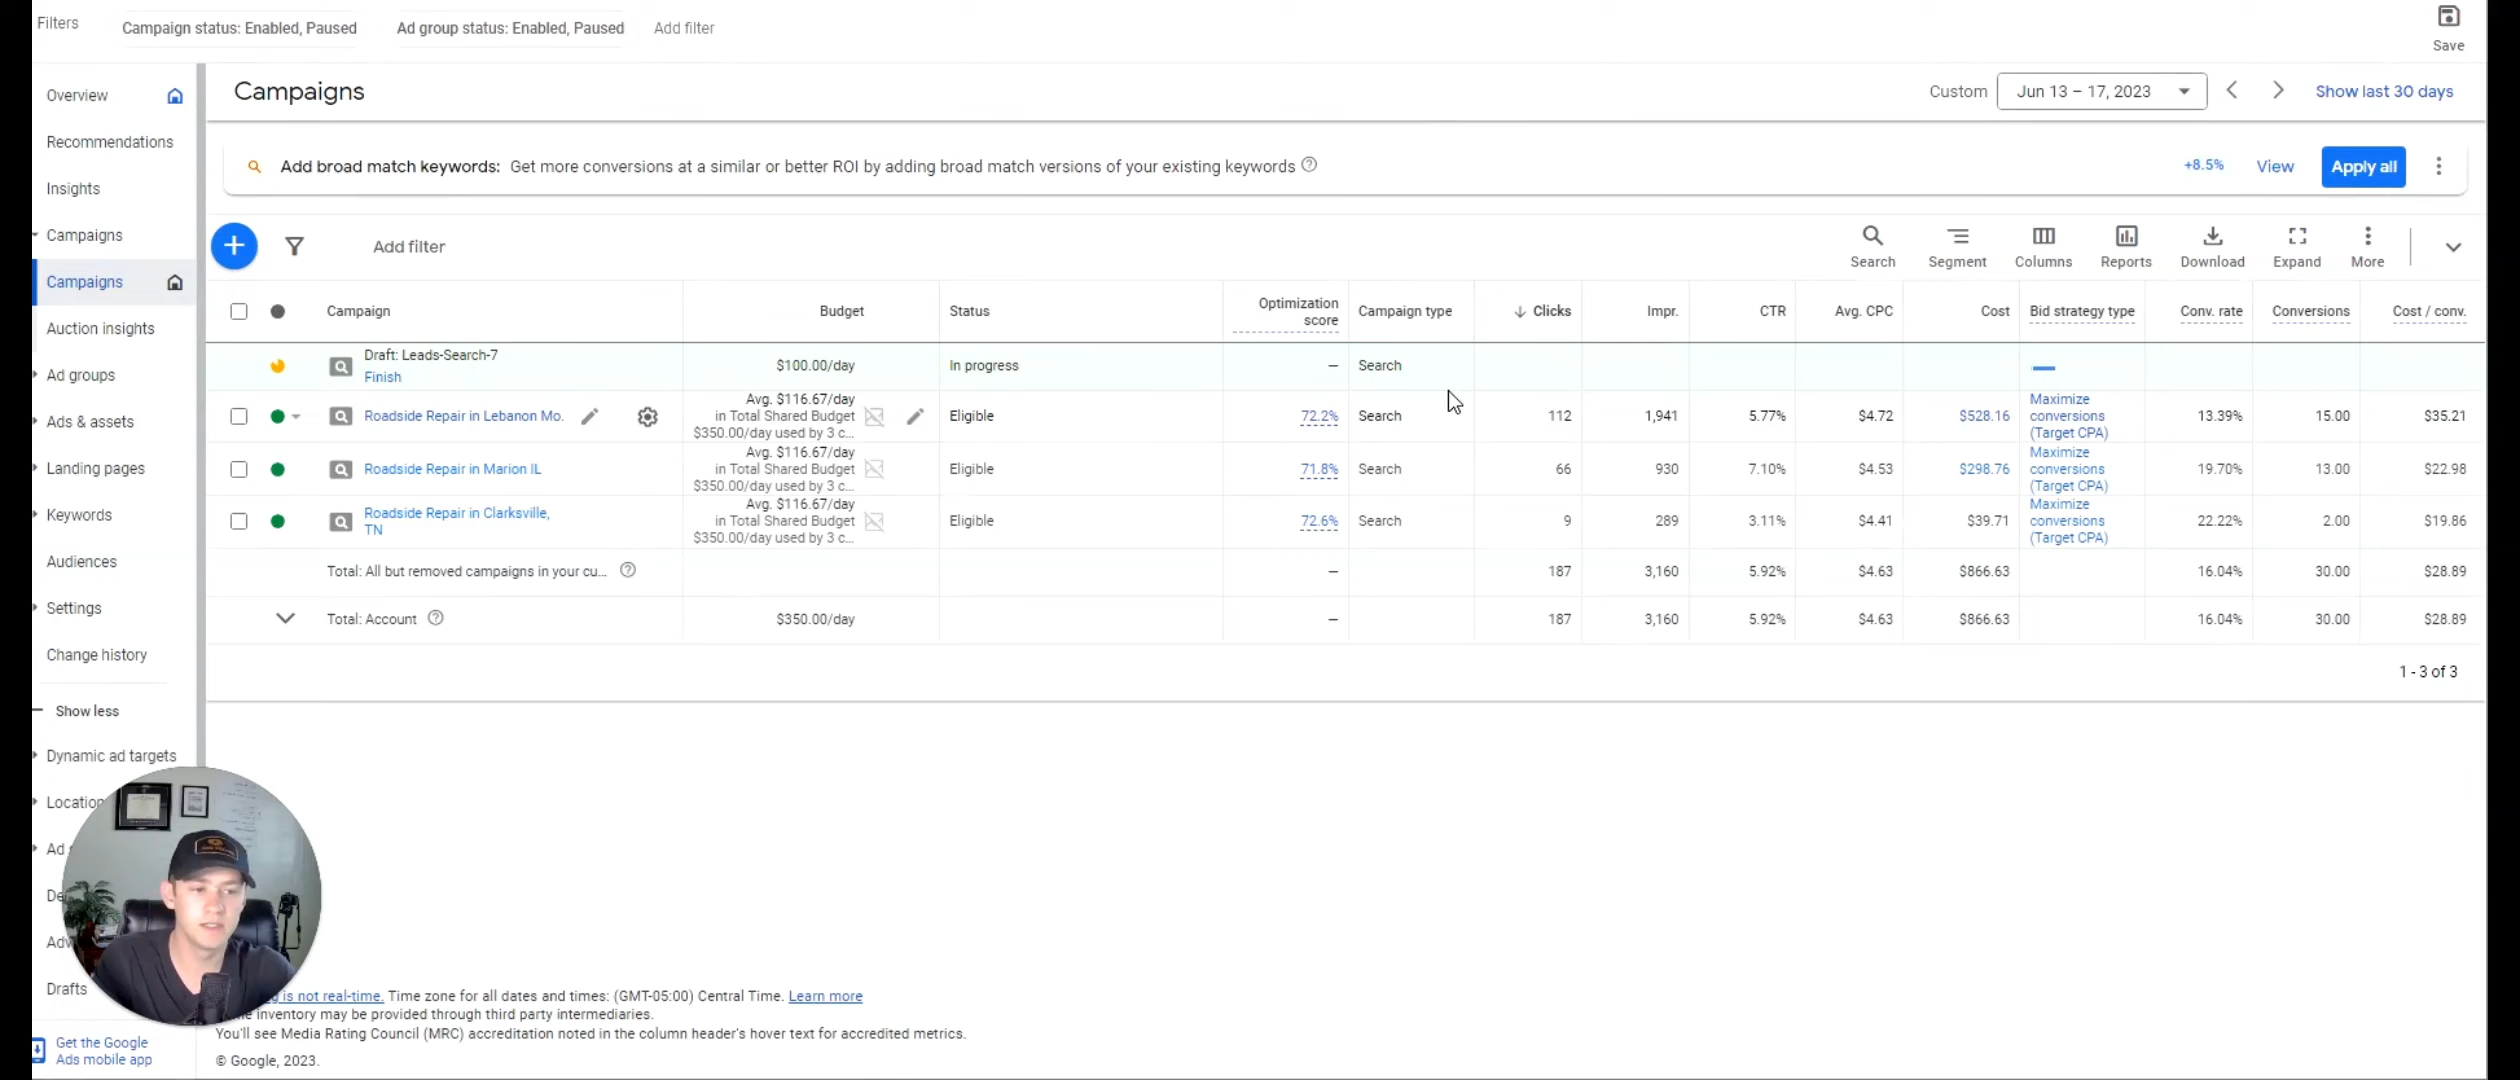 Filters
Campaign status: Enabled, Paused
Ad group status: Enabled, Paused
Add filter
Save
Overview
Recommendations
Insights
Campaigns
Campaigns
Auction insights
Ad groups
Ads & assets
Landing pages
Keywords
Audiences
Settings
Change history
Show less
Dynamic ad targets
Location
Ad
De
Adv
Drafts
Get the Google
Ads mobile app
Campaigns
Custom
Jun 13 – 17, 2023
Show last 30 days
Add broad match keywords: Get more conversions at a similar or better ROI by adding broad match versions of your existing keywords
+8.5%
View
Apply all
Add filter
Search
Segment
Columns
Reports
Download
Expand
More
Campaign Budget Status Optimization score Campaign type Clicks Impr. CTR Avg. CPC Cost Bid strategy type Conv. rate Conversions Cost / conv.
Draft: Leads-Search-7
Finish
$100.00/day In progress – Search
Roadside Repair in Lebanon Mo.
Avg. $116.67/day
in Total Shared Budget
$350.00/day used by 3 c...
Eligible 72.2% Search 112 1,941 5.77% $4.72 $528.16
Maximize
conversions
(Target CPA)
13.39% 15.00 $35.21
Roadside Repair in Marion IL
Avg. $116.67/day
in Total Shared Budget
$350.00/day used by 3 c...
Eligible 71.8% Search 66 930 7.10% $4.53 $298.76
Maximize
conversions
(Target CPA)
19.70% 13.00 $22.98
Roadside Repair in Clarksville,
TN
Avg. $116.67/day
in Total Shared Budget
$350.00/day used by 3 c...
Eligible 72.6% Search 9 289 3.11% $4.41 $39.71
Maximize
conversions
(Target CPA)
22.22% 2.00 $19.86
Total: All but removed campaigns in your cu... – 187 3,160 5.92% $4.63 $866.63 16.04% 30.00 $28.89
Total: Account $350.00/day – 187 3,160 5.92% $4.63 $866.63 16.04% 30.00 $28.89
1 - 3 of 3
g is not real-time. Time zone for all dates and times: (GMT-05:00) Central Time. Learn more
inventory may be provided through third party intermediaries.
You'll see Media Rating Council (MRC) accreditation noted in the column header's hover text for accredited metrics.
© Google, 2023.